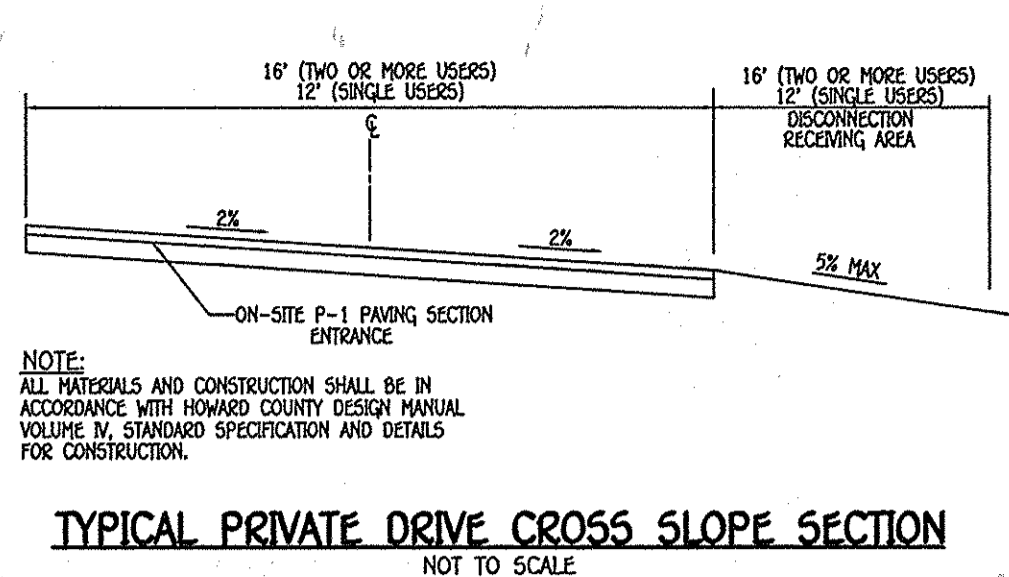 16' (TWO OR MORE USERS)
12' (SINGLE USERS)
16' (TWO OR MORE USERS)
12' (SINGLE USERS)
DISCONNECTION
RECEIVING AREA
℄
2%
2%
5% MAX
ON-SITE P-1 PAVING SECTION
ENTRANCE
NOTE:
ALL MATERIALS AND CONSTRUCTION SHALL BE IN
ACCORDANCE WITH HOWARD COUNTY DESIGN MANUAL
VOLUME IV, STANDARD SPECIFICATION AND DETAILS
FOR CONSTRUCTION.
TYPICAL PRIVATE DRIVE CROSS SLOPE SECTION
NOT TO SCALE